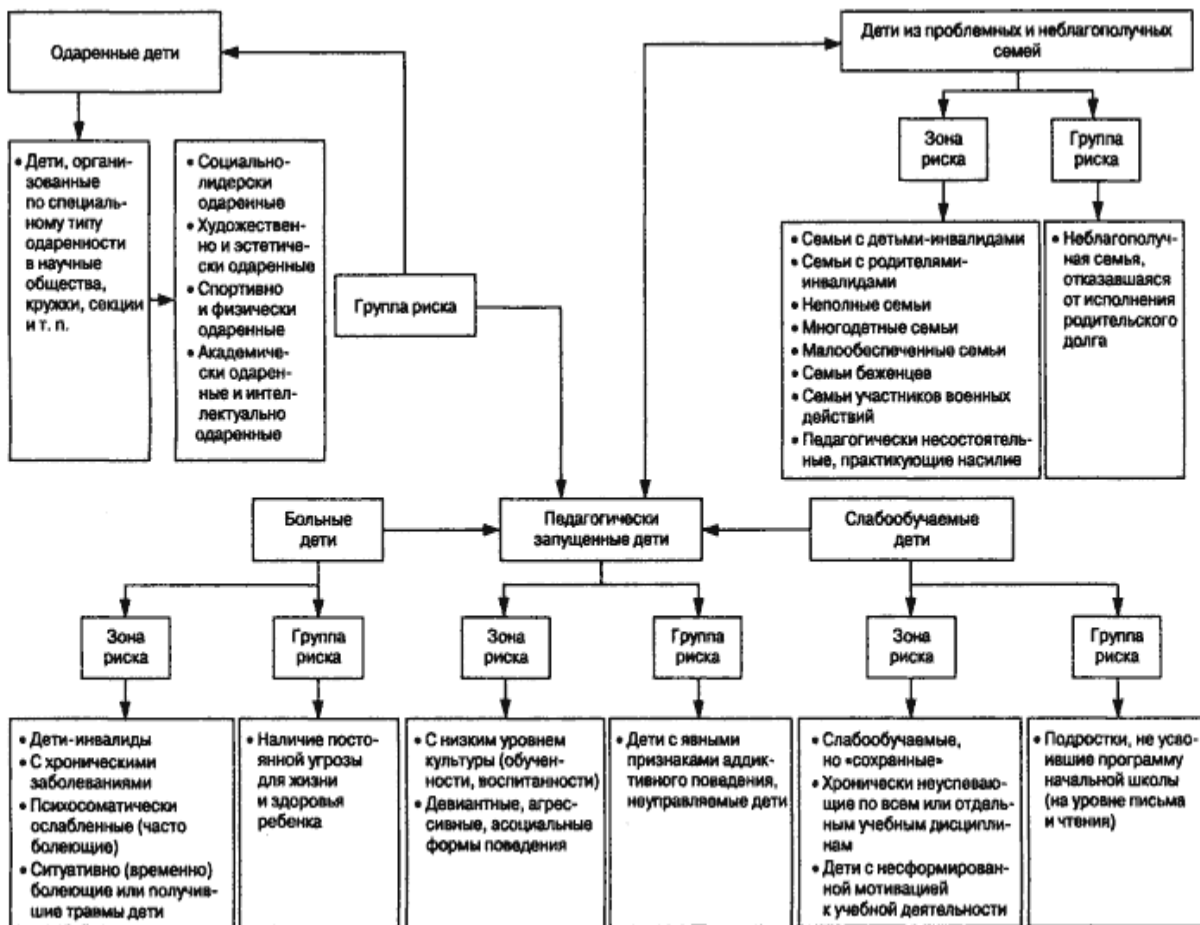 Одаренные дети
Дети из проблемных и неблагополучных
семей
Зона
риска
Группа
риска
• Дети, органи-
зованные
по специаль-
ному типу
одаренности
в научные
общества,
кружки, секции
и т. п.
• Социально-
лидерски
одаренные
• Художествен-
но и эстетиче-
ски одаренные
• Спортивно
и физически
одаренные
• Академиче-
ски одарен-
ные и интел-
лектуально
одаренные
Группа риска
• Семьи с детьми-инвалидами
• Семьи с родителями-
инвалидами
• Неполные семьи
• Многодетные семьи
• Малообеспеченные семьи
• Семьи беженцев
• Семьи участников военных
действий
• Педагогически несостоятель-
ные, практикующие насилие
• Неблагополуч-
ная семья,
отказавшаяся
от исполнения
родительского
долга
Больные
дети
Педагогически
запущенные дети
Слабообучаемые
дети
Зона
риска
Группа
риска
Зона
риска
Группа
риска
Зона
риска
Группа
риска
• Дети-инвалиды
• С хроническими
заболеваниями
• Психосоматически
ослабленные (часто
болеющие)
• Ситуативно (временно)
болеющие или получив-
шие травмы дети
• Наличие посто-
янной угрозы
для жизни
и здоровья
ребенка
• С низким уровнем
культуры (обучен-
ности, воспитанности)
• Девиантные, агрес-
сивные, асоциальные
формы поведения
• Дети с явными
признаками аддик-
тивного поведения,
неуправляемые дети
• Слабообучаемые,
но «сохранные»
• Хронически неуспеваю-
щие по всем или отдель-
ным учебным дисципли-
нам
• Дети с несформирован-
ной мотивацией
к учебной деятельности
• Подростки, не усво-
ившие программу
начальной школы
(на уровне письма
и чтения)